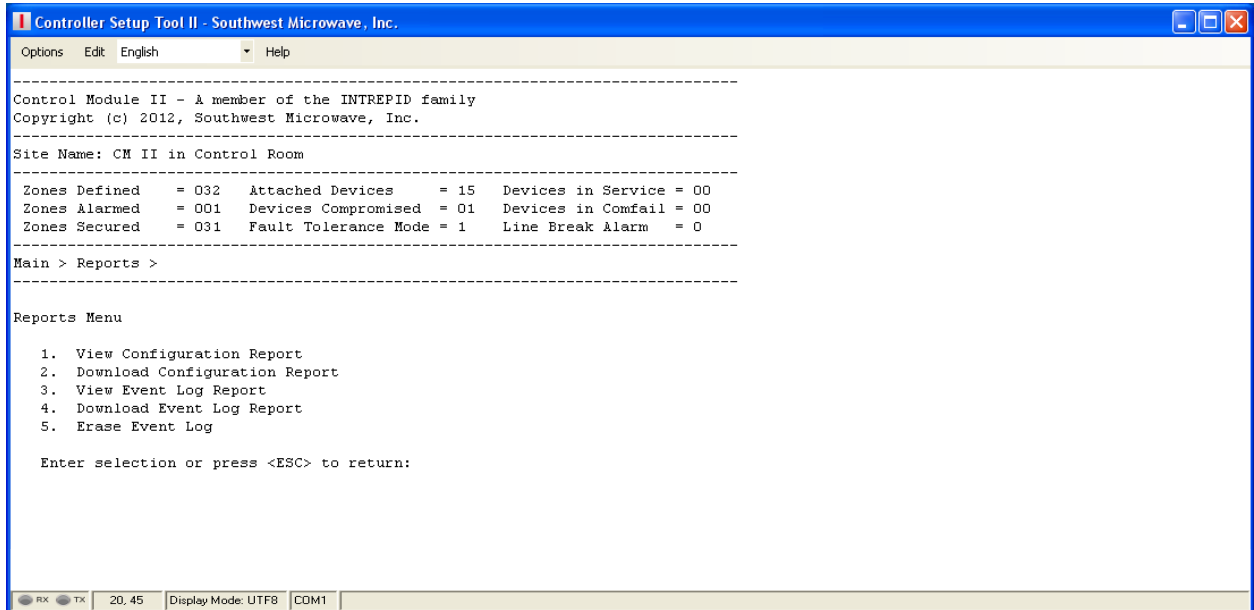 Controller Setup Tool II - Southwest Microwave, Inc.
Options Edit English Help
--------------------------------------------------------------------------------
Control Module II - A member of the INTREPID family
Copyright (c) 2012, Southwest Microwave, Inc.
--------------------------------------------------------------------------------
Site Name: CM II in Control Room
--------------------------------------------------------------------------------
Zones Defined = 032 Attached Devices = 15 Devices in Service = 00
Zones Alarmed = 001 Devices Compromised = 01 Devices in Comfail = 00
Zones Secured = 031 Fault Tolerance Mode = 1 Line Break Alarm = 0
--------------------------------------------------------------------------------
Main > Reports >
--------------------------------------------------------------------------------
Reports Menu
1. View Configuration Report
2. Download Configuration Report
3. View Event Log Report
4. Download Event Log Report
5. Erase Event Log
Enter selection or press <ESC> to return:
RX TX 20, 45 Display Mode: UTF8 COM1